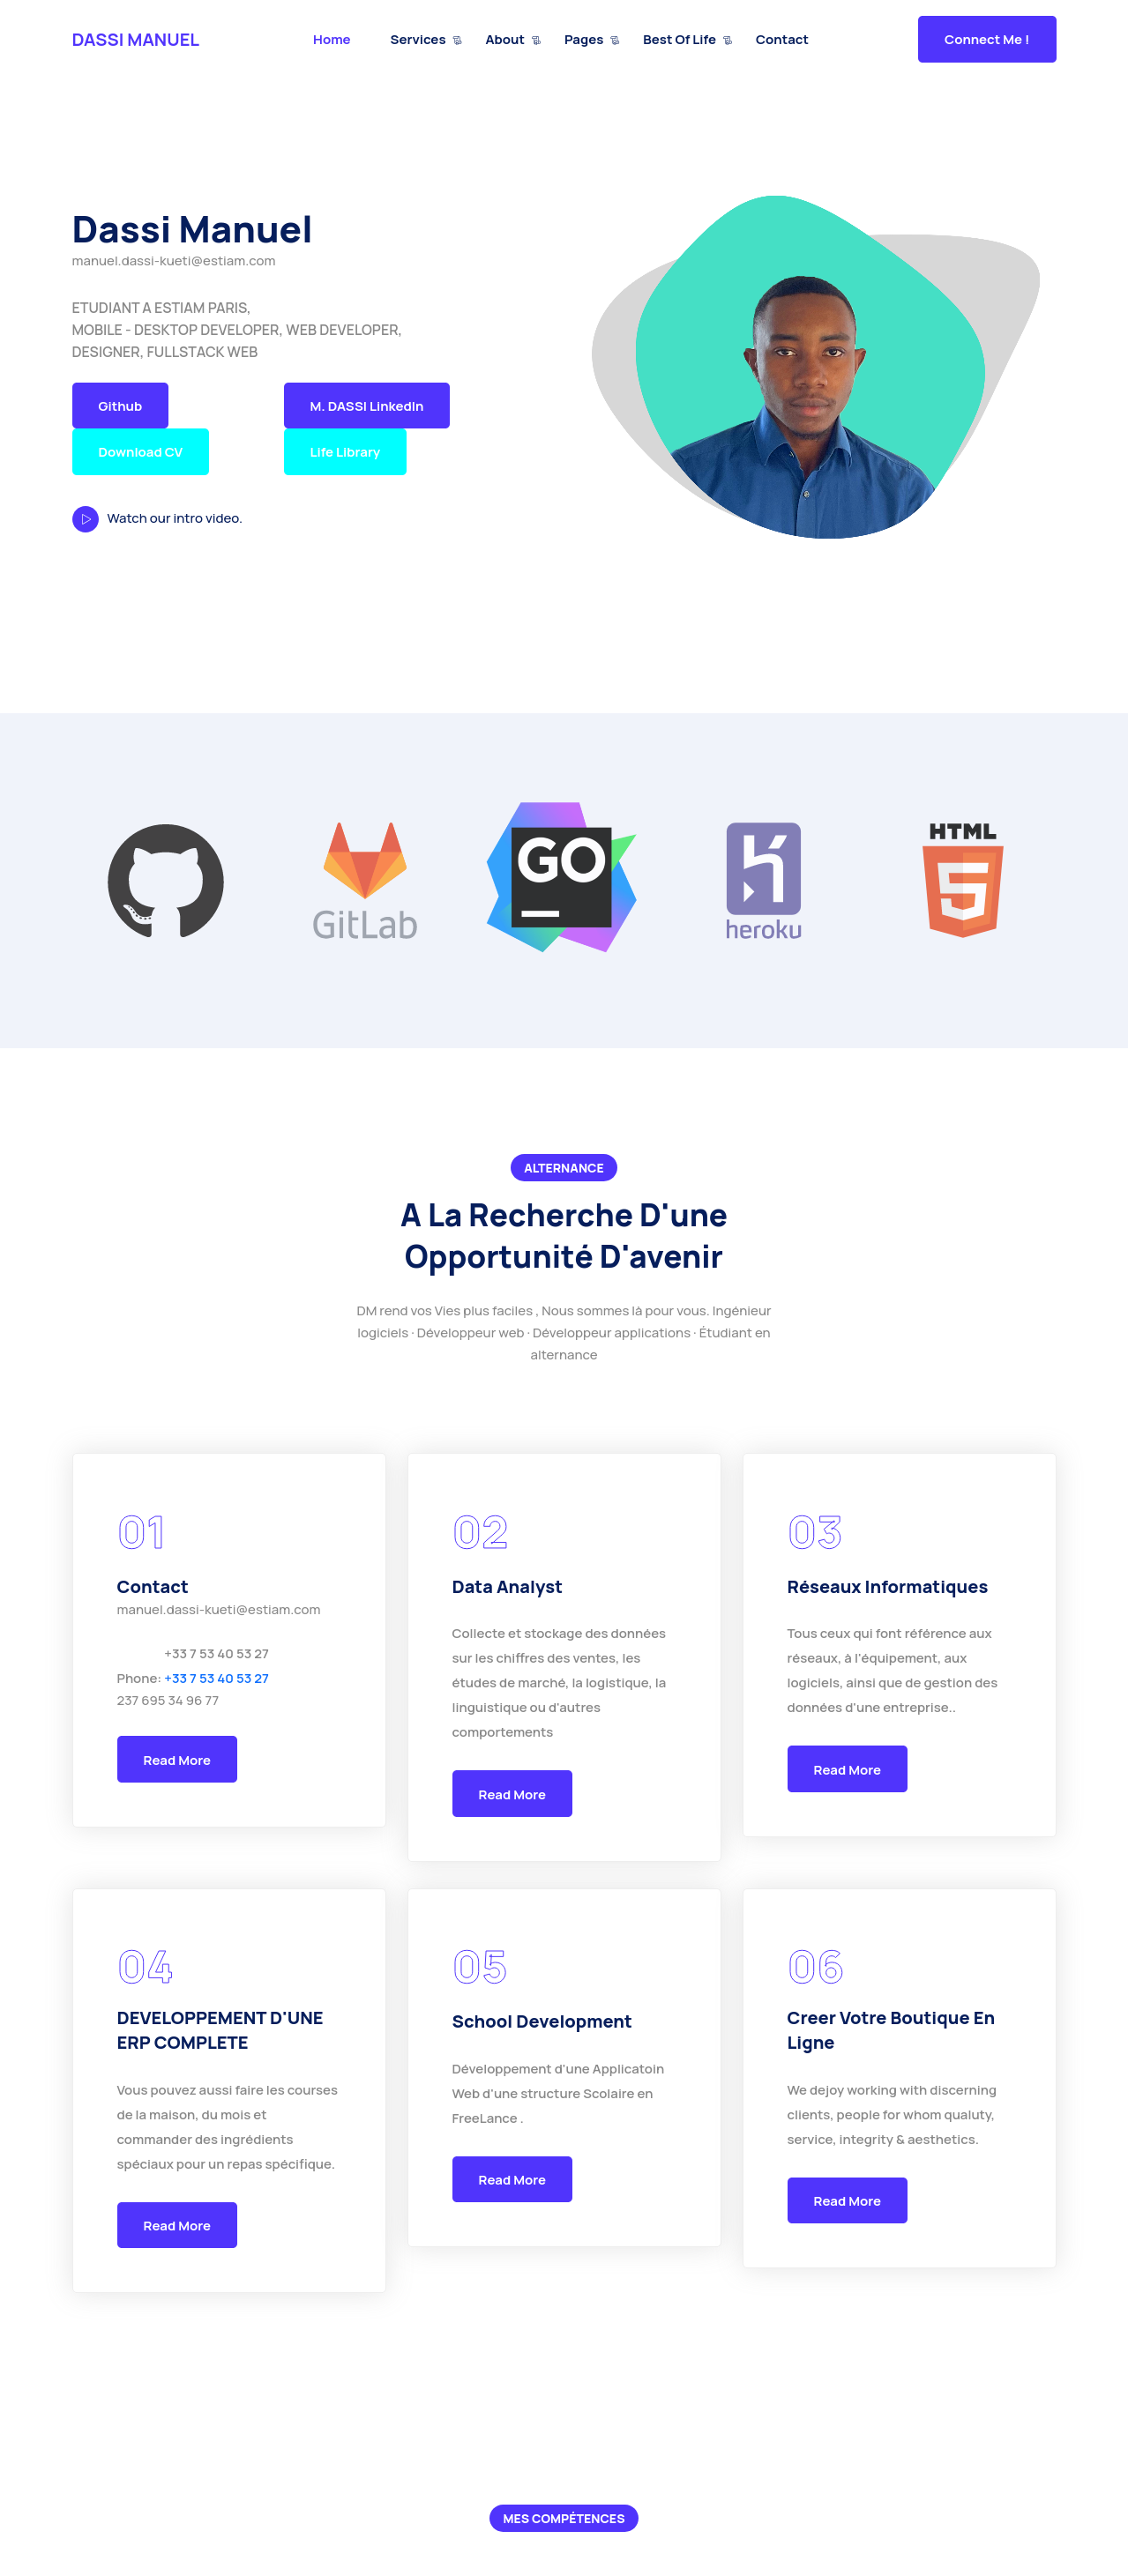 DASSI MANUEL
Home
Services
About
Pages
Best Of Life
Contact
Connect Me !
Dassi Manuel
manuel.dassi-kueti@estiam.com
ETUDIANT A ESTIAM PARIS,
MOBILE - DESKTOP DEVELOPER, WEB DEVELOPER,
DESIGNER, FULLSTACK WEB
Github
M. DASSI LinkedIn
Download CV
Life Library
Watch our intro video.
GitLab
GO
heroku
HTML
5
ALTERNANCE
A La Recherche D'une
Opportunité D'avenir
DM rend vos Vies plus faciles , Nous sommes là pour vous. Ingénieur
logiciels · Développeur web · Développeur applications · Étudiant en
alternance
01
Contact
manuel.dassi-kueti@estiam.com
+33 7 53 40 53 27
Phone: +33 7 53 40 53 27
237 695 34 96 77
Read More
02
Data Analyst
Collecte et stockage des données
sur les chiffres des ventes, les
études de marché, la logistique, la
linguistique ou d'autres
comportements
Read More
03
Réseaux Informatiques
Tous ceux qui font référence aux
réseaux, à l'équipement, aux
logiciels, ainsI que de gestion des
données d'une entreprise..
Read More
04
DEVELOPPEMENT D'UNE
ERP COMPLETE
Vous pouvez aussi faire les courses
de la maison, du mois et
commander des ingrédients
spéciaux pour un repas spécifique.
Read More
05
School Development
Développement d'une Applicatoin
Web d'une structure Scolaire en
FreeLance .
Read More
06
Creer Votre Boutique En
Ligne
We dejoy working with discerning
clients, people for whom qualuty,
service, integrity & aesthetics.
Read More
MES COMPÉTENCES